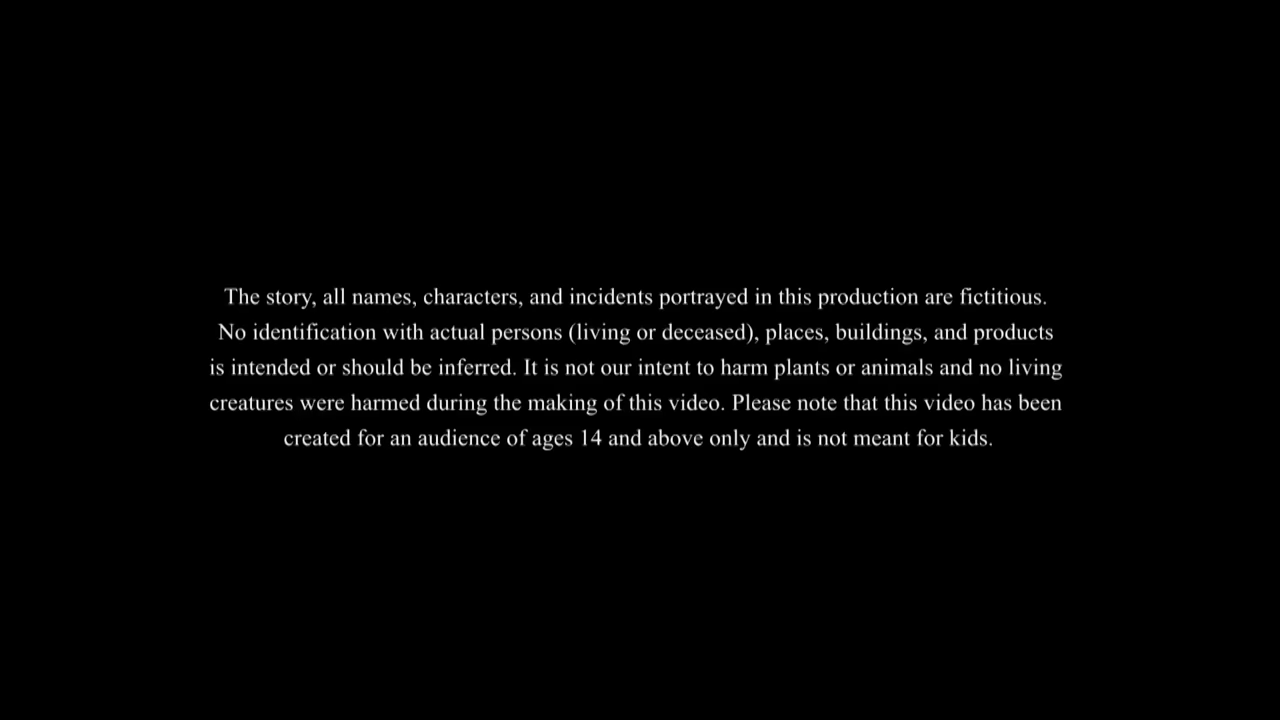 The story, all names, characters, and incidents portrayed in this production are fictitious.
No identification with actual persons (living or deceased), places, buildings, and products
is intended or should be inferred. It is not our intent to harm plants or animals and no living
creatures were harmed during the making of this video. Please note that this video has been
created for an audience of ages 14 and above only and is not meant for kids.